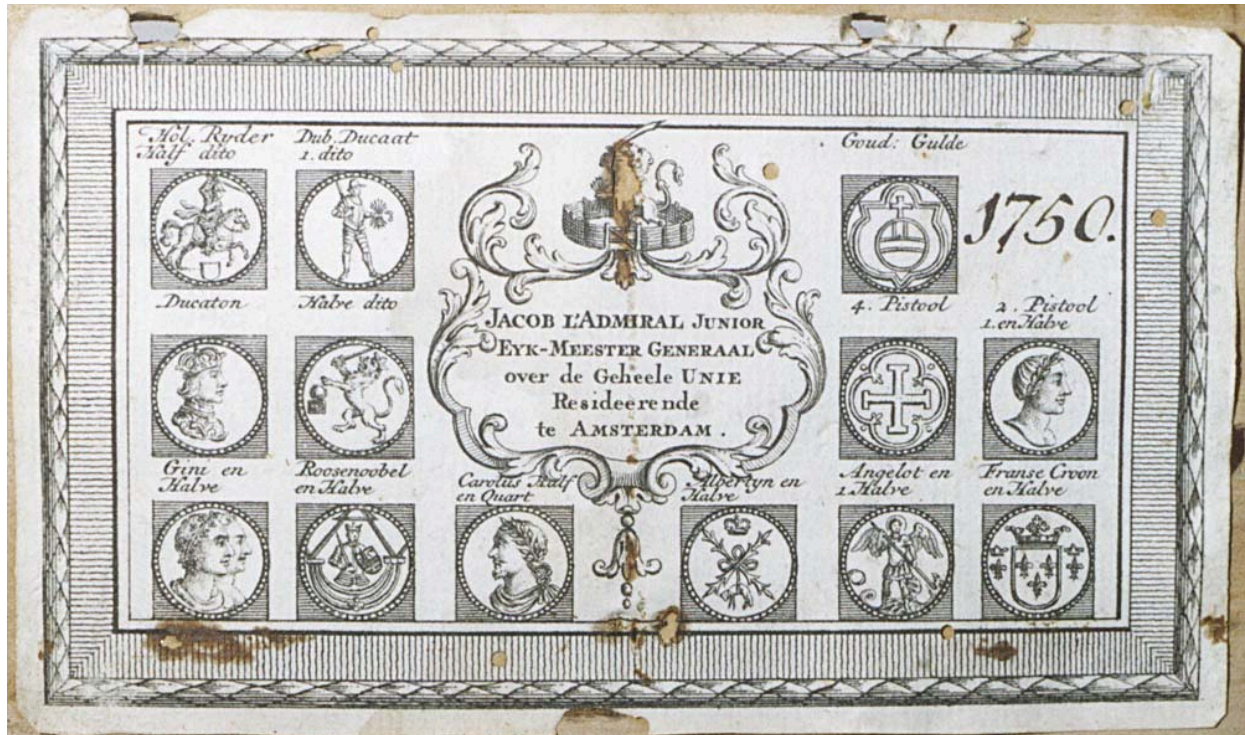 Hol. Ryder
Half dito
Dub. Ducaat
1. dito
Goud: Gulde
1750.
Ducaton
Halve dito
4. Pistool
2. Pistool
1. en Halve
JACOB L'ADMIRAL JUNIOR
EYK-MEESTER GENERAAL
over de Geheele UNIE
Resideerende
te AMSTERDAM.
Gini en
Halve
Roosenoobel
en Halve
Carolus Half
en Quart
Albertyn en
Halve
Angelot en
1. Halve
Franse Croon
en Halve